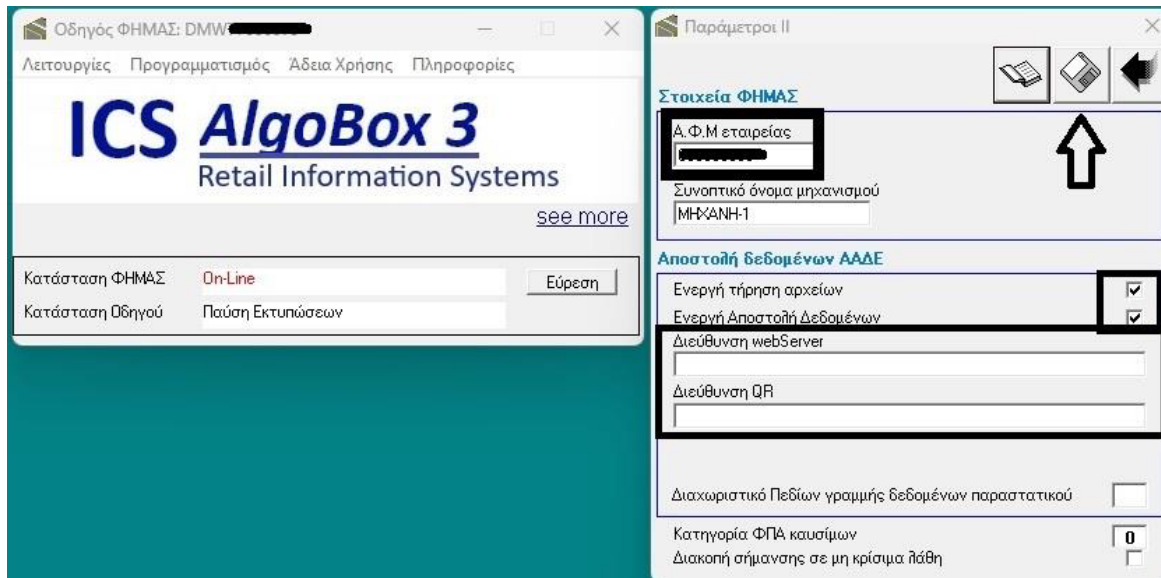 Οδηγός ΦΗΜΑΣ: DMW
Λειτουργίες Προγραμματισμός Άδεια Χρήσης Πληροφορίες
ICS AlgoBox 3
Retail Information Systems
see more
Κατάσταση ΦΗΜΑΣ On-Line Εύρεση
Κατάσταση Οδηγού Παύση Εκτυπώσεων
Παράμετροι II
Στοιχεία ΦΗΜΑΣ
Α.Φ.Μ εταιρείας
Συνοπτικό όνομα μηχανισμού
ΜΗΧΑΝΗ-1
Αποστολή δεδομένων ΑΑΔΕ
Ενεργή τήρηση αρχείων
Ενεργή Αποστολή Δεδομένων
Διεύθυνση webServer
Διεύθυνση QR
Διαχωριστικό Πεδίων γραμμής δεδομένων παραστατικού
Κατηγορία ΦΠΑ καυσίμων 0
Διακοπή σήμανσης σε μη κρίσιμα λάθη